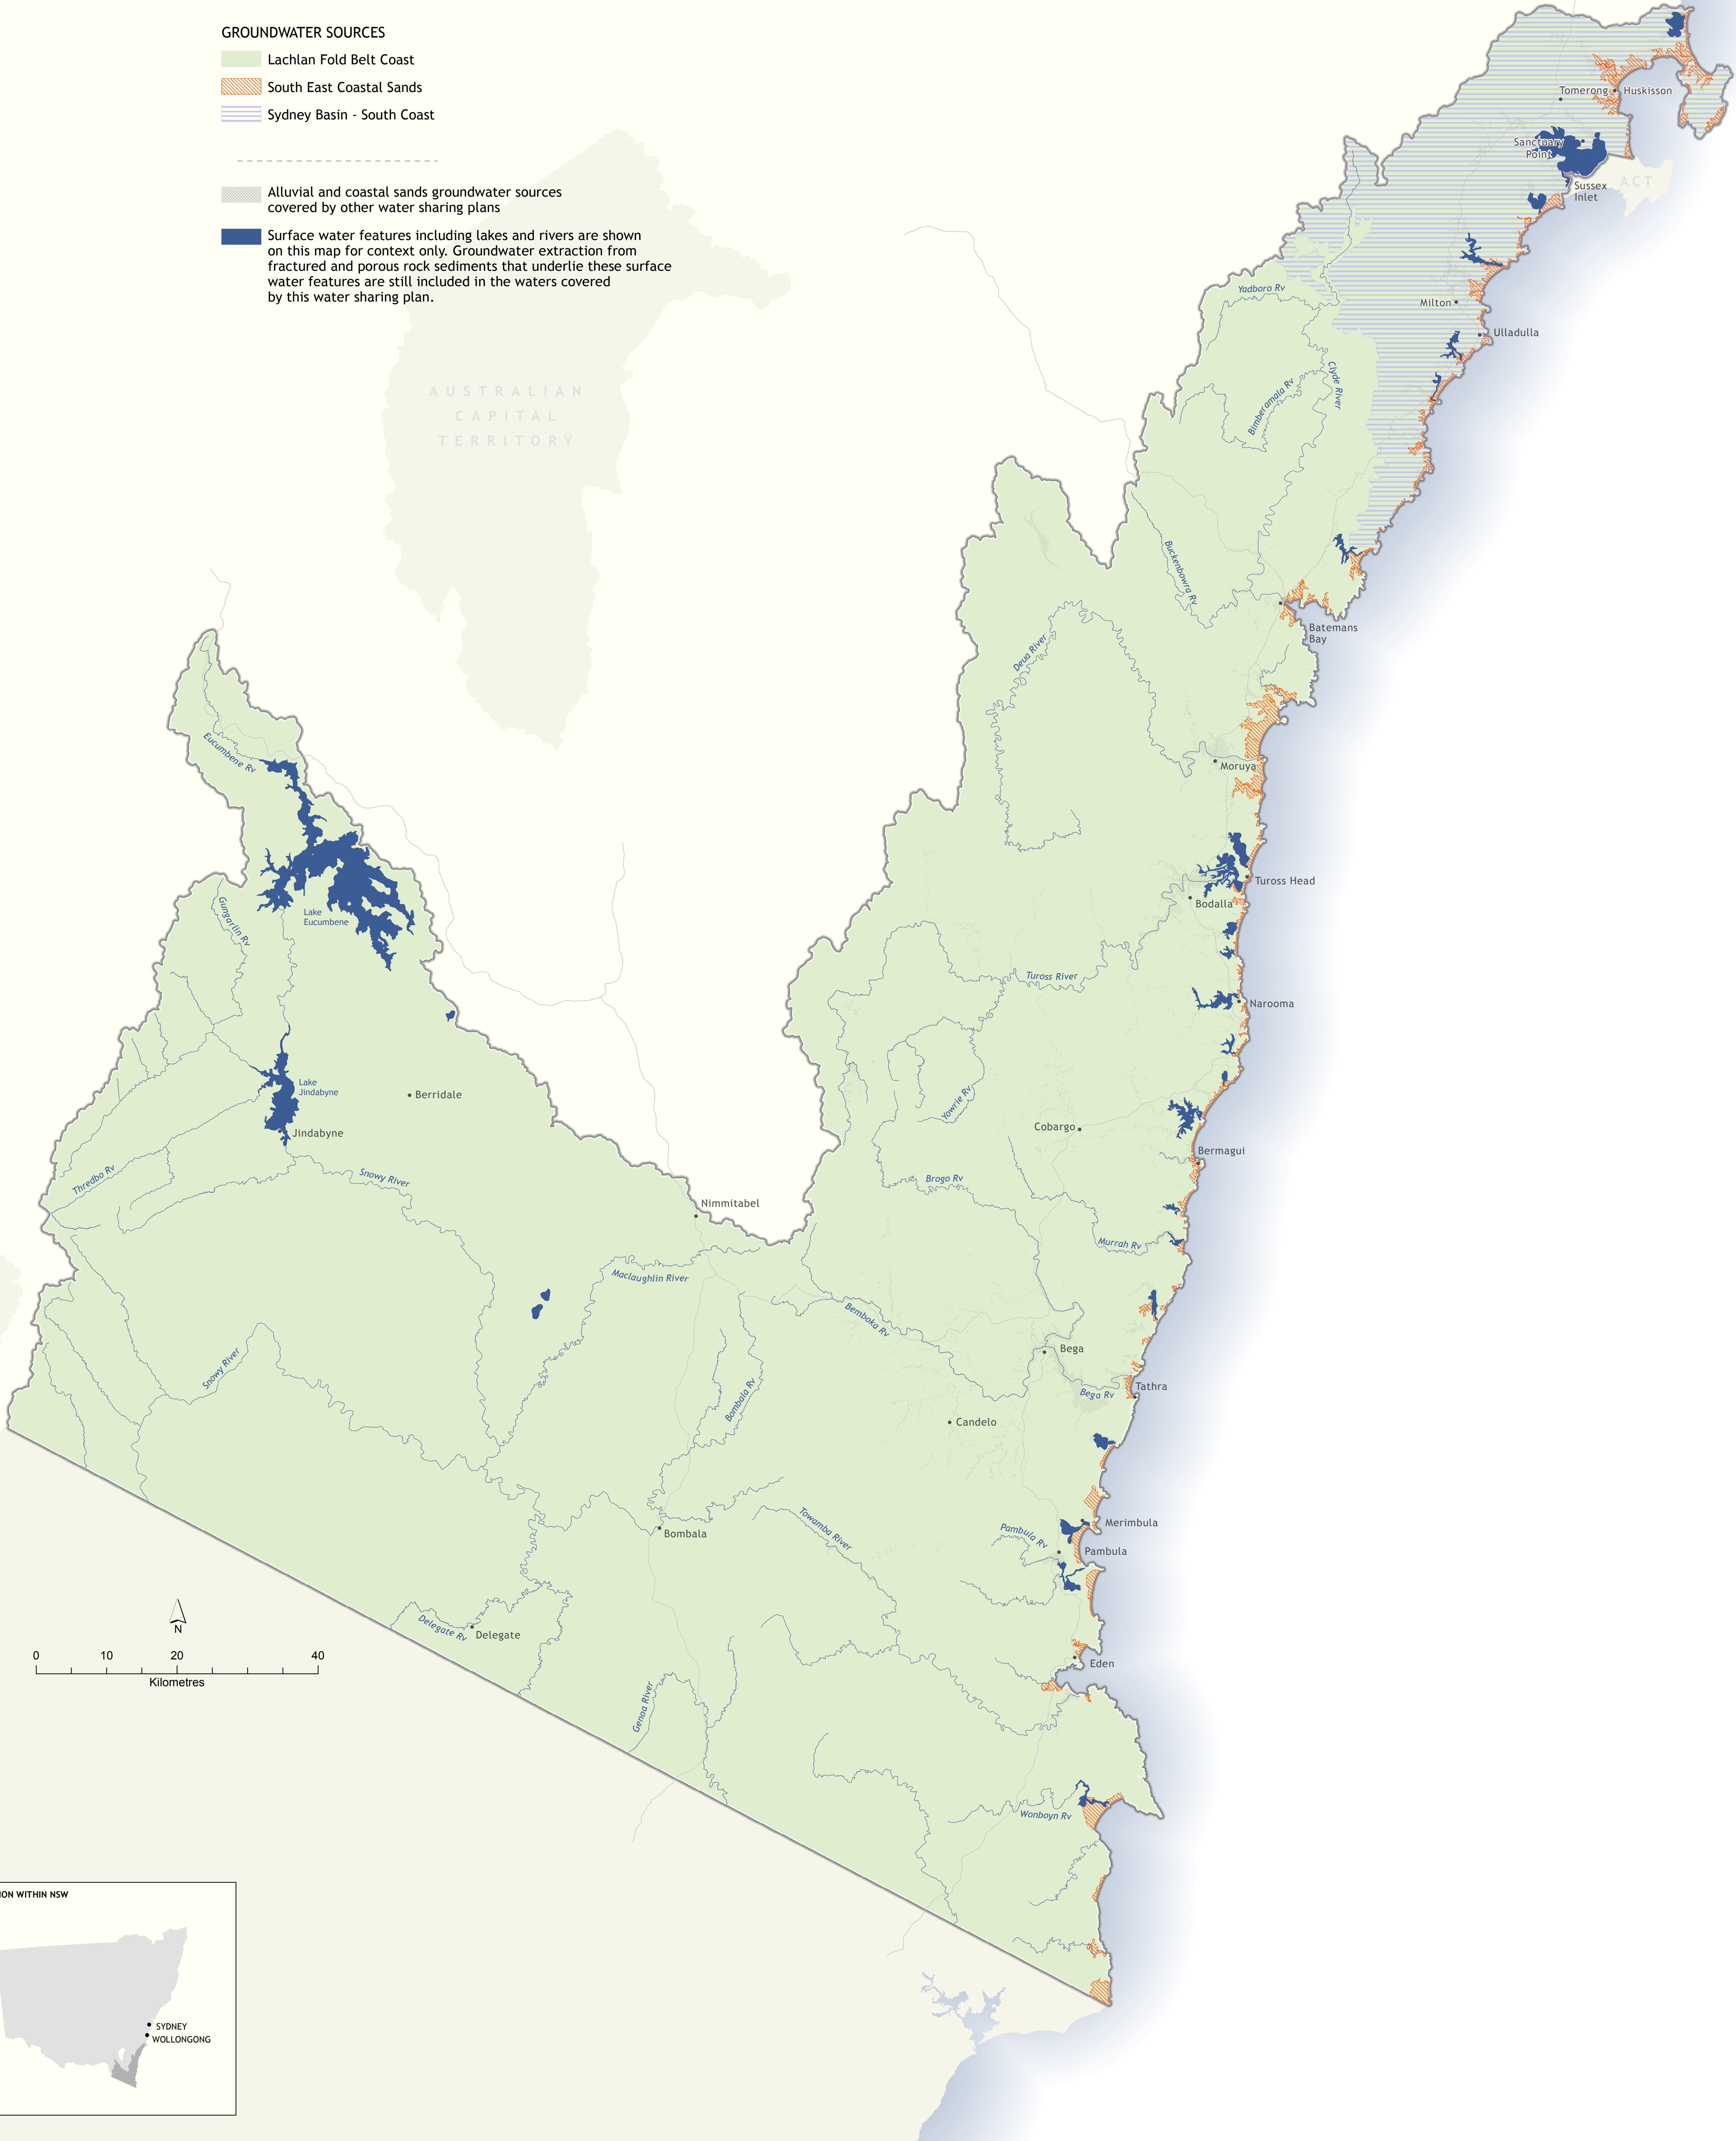 GROUNDWATER SOURCES
Lachlan Fold Belt Coast
South East Coastal Sands
Sydney Basin - South Coast
Alluvial and coastal sands groundwater sources
covered by other water sharing plans
Surface water features including lakes and rivers are shown
on this map for context only. Groundwater extraction from
fractured and porous rock sediments that underlie these surface
water features are still included in the waters covered
by this water sharing plan.
Tomerong
Huskisson
Sanctuary
Point
ACT
Sussex
Inlet
Yadboro Rv
Milton
Ulladulla
Clyde River
Bimberamala Rv
AUSTRALIAN
CAPITAL
TERRITORY
Buckenbowra Rv
Batemans
Bay
Deua River
Eucumbene Rv
Moruya
Tuross Head
Bodalla
Lake
Eucumbene
Gungarlin Rv
Tuross River
Narooma
Lake
Jindabyne
Berridale
Yowrie Rv
Cobargo
Jindabyne
Bermagui
Thredbo Rv
Snowy River
Brogo Rv
Nimmitabel
Murrah Rv
Maclaughlin River
Bemboka Rv
Bega
Snowy River
Bombala Rv
Tathra
Bega Rv
Candelo
Towamba River
Merimbula
Bombala
Pambula Rv
Pambula
N
Delegate Rv
Delegate
0 10 20 40
Kilometres
Eden
Genoa River
Wonboyn Rv
ION WITHIN NSW
SYDNEY
WOLLONGONG